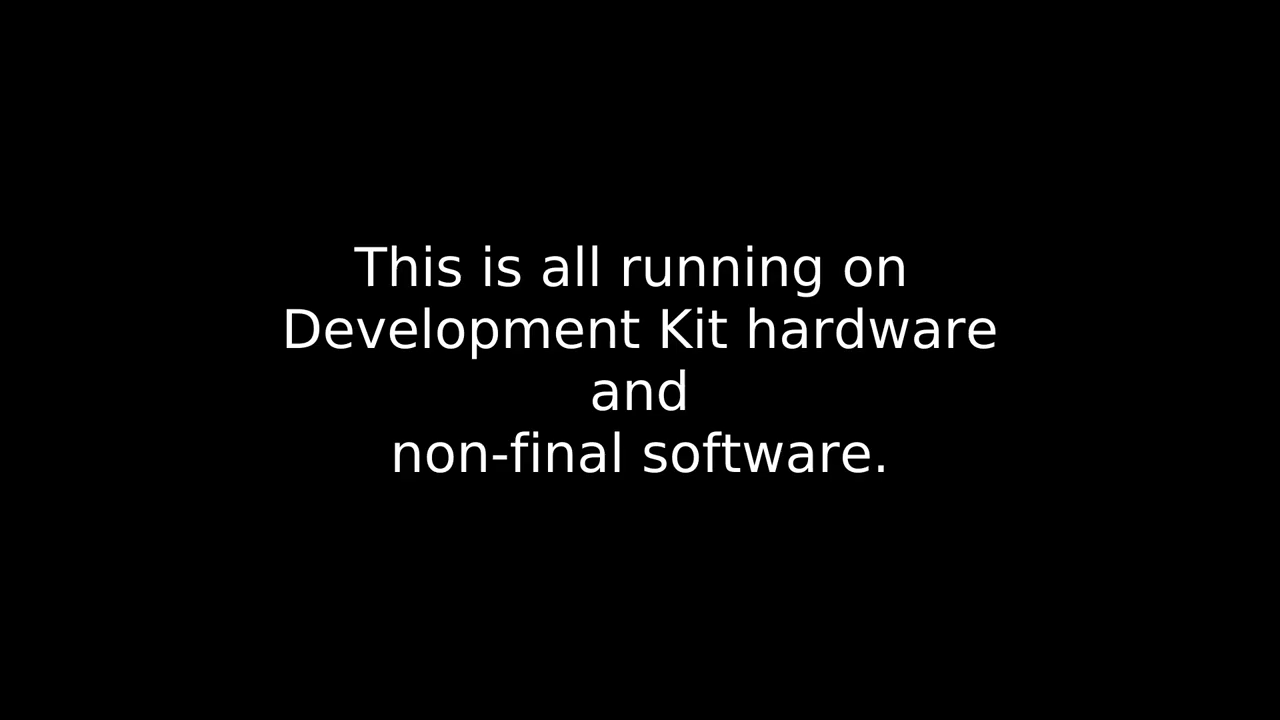 This is all running on
Development Kit hardware
and
non-final software.